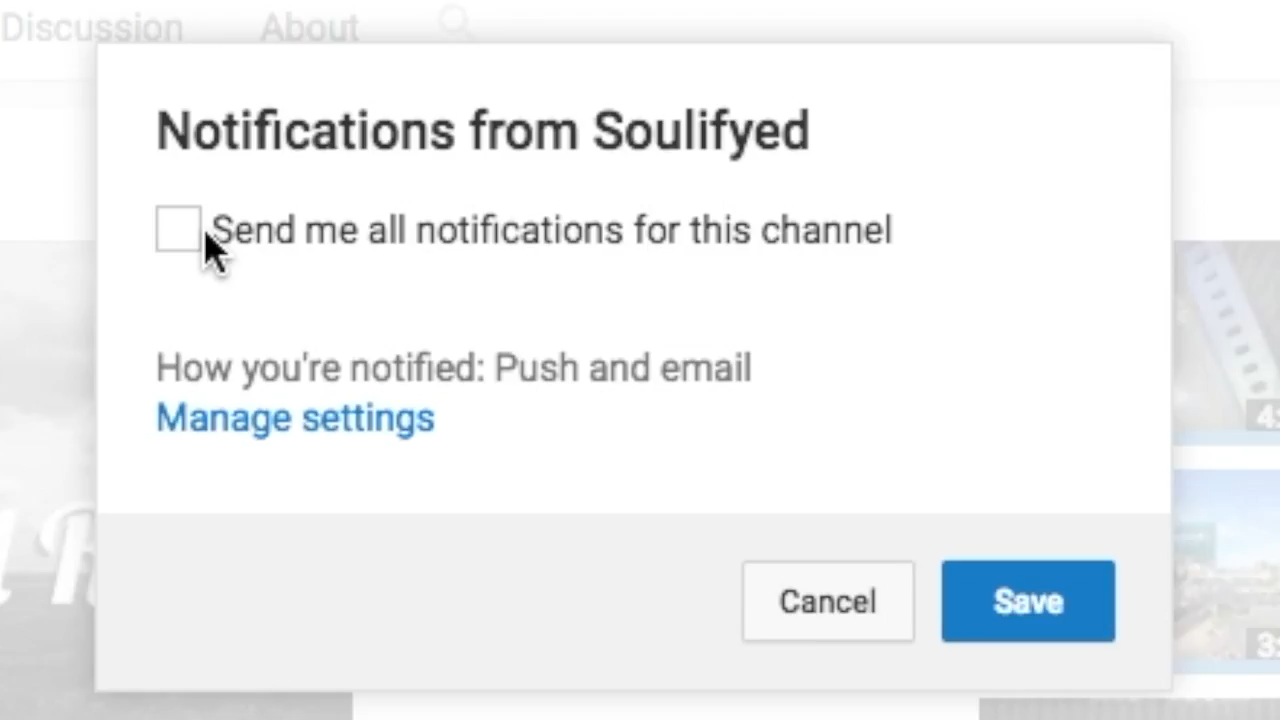 Discussion About
Notifications from Soulifyed
Send me all notifications for this channel
How you're notified: Push and email
Manage settings
Cancel Save